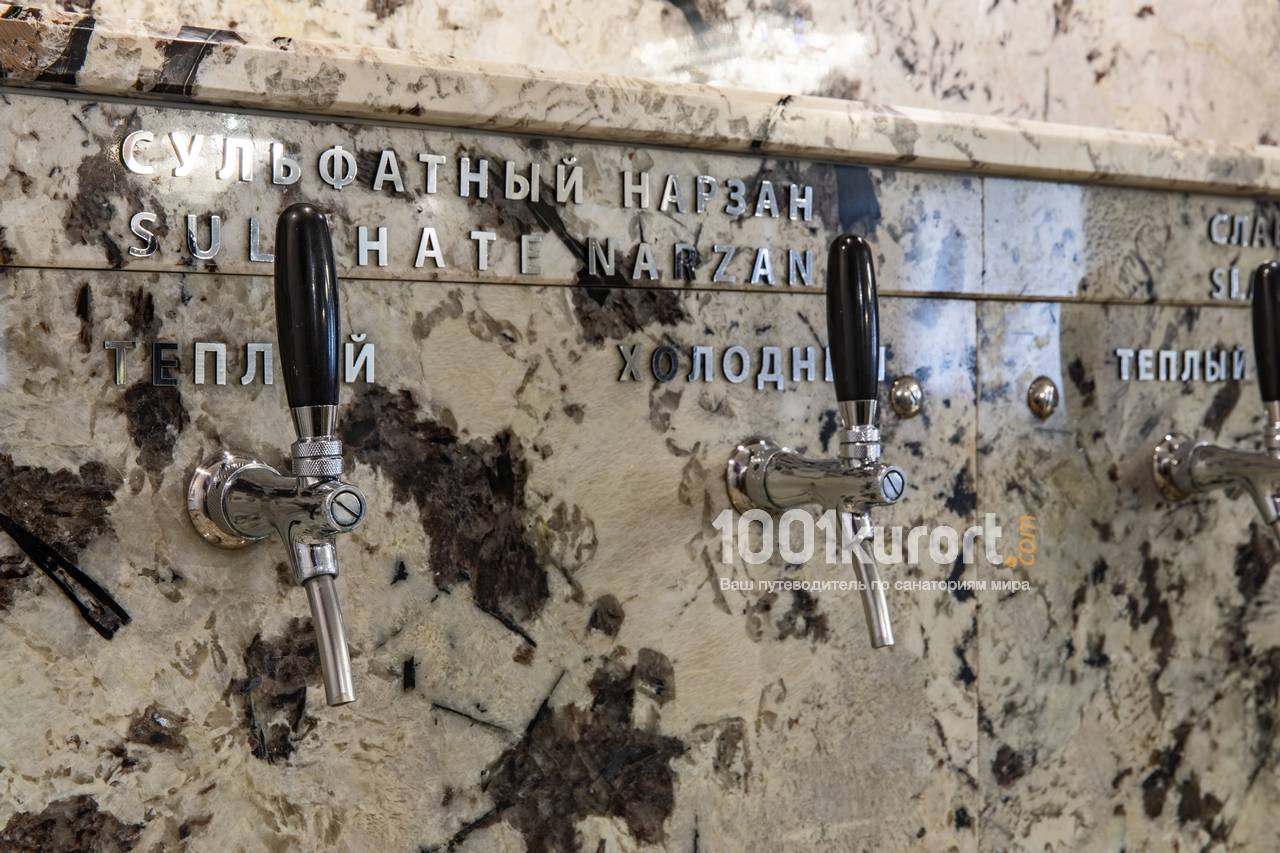 СУЛЬФАТНЫЙ НАРЗАН
SULPHATE NARZAN
ТЕПЛЫЙ
ХОЛОДНЫЙ
ТЕПЛЫЙ
1001kurort.com
Ваш путеводитель по санаториям мира